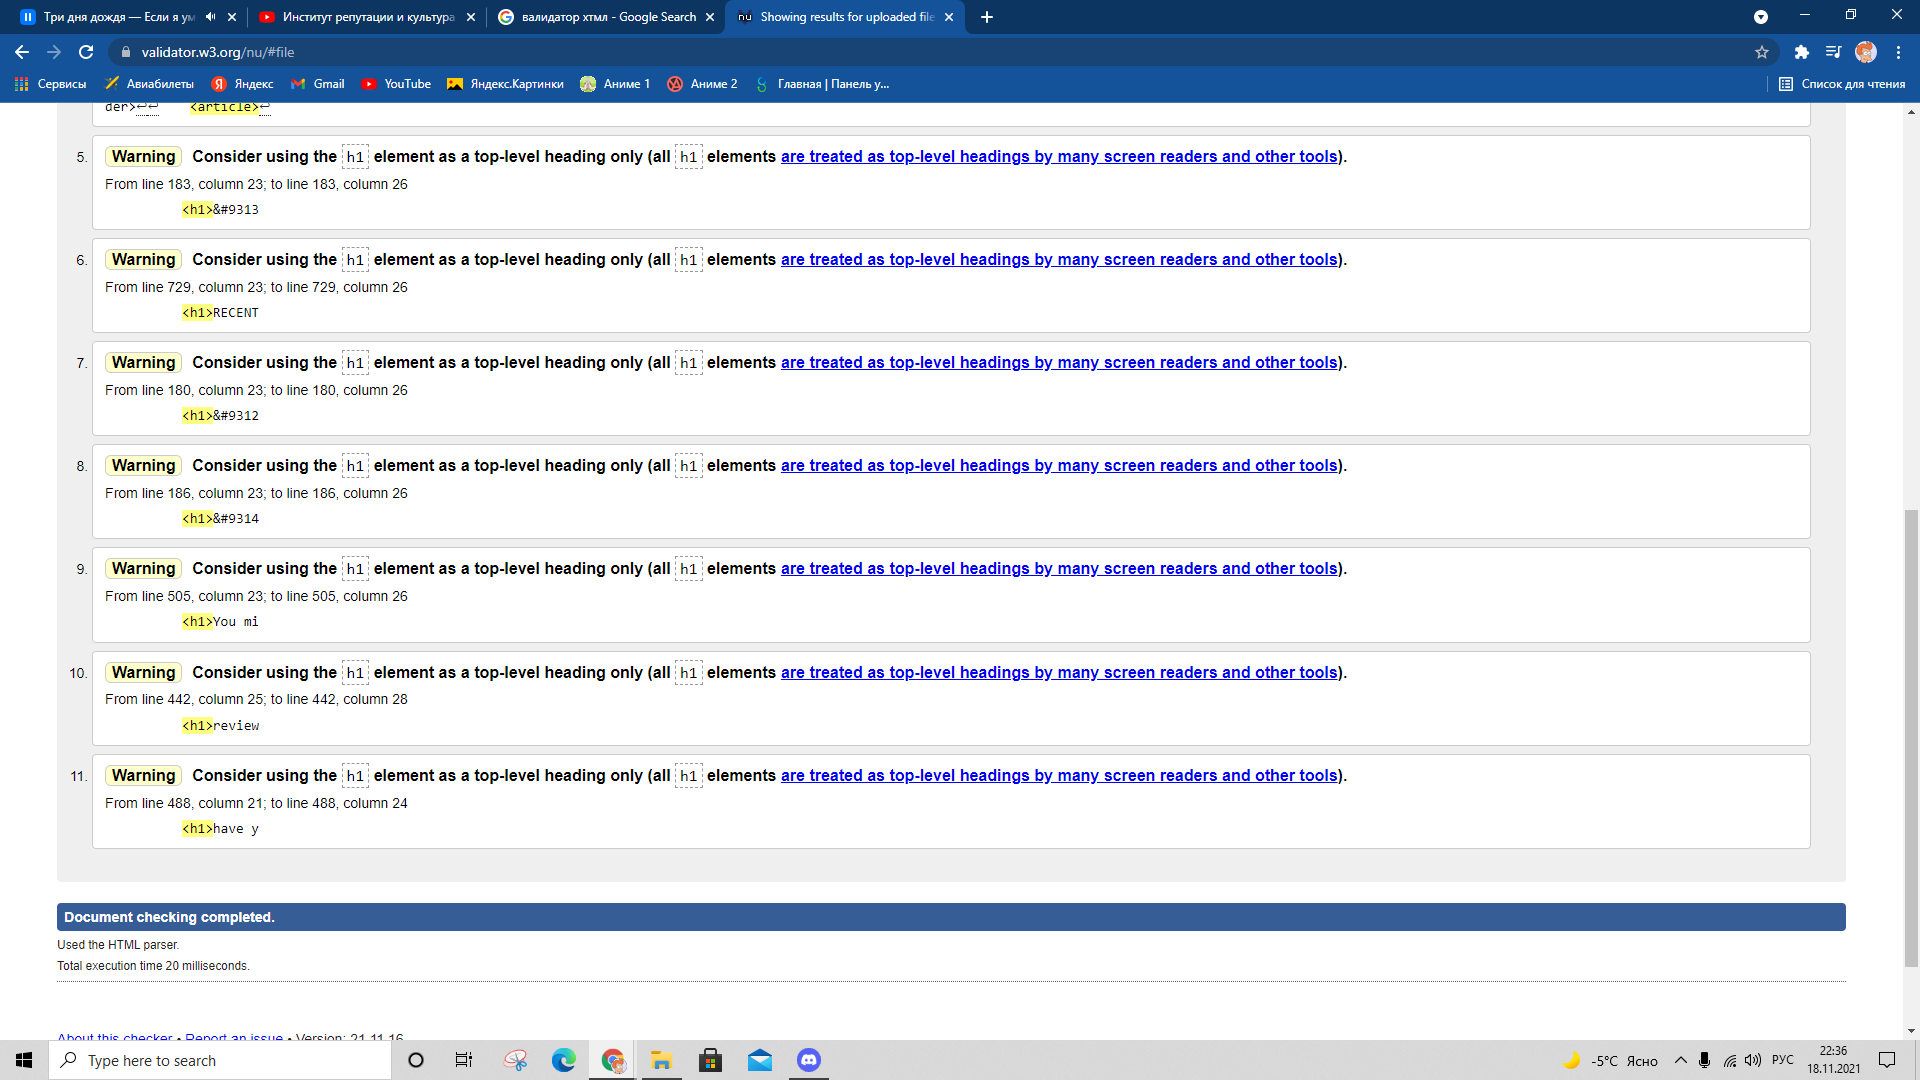 Три дня дождя — Если я ум
Институт репутации и культура
валидатор хтмл - Google Search
Showing results for uploaded file
validator.w3.org/nu/#file
Сервисы Авиабилеты Яндекс Gmail YouTube Яндекс.Картинки Аниме 1 Аниме 2 Главная | Панель у... Список для чтения
der>↩↩ <article>↩
5. Warning Consider using the h1 element as a top-level heading only (all h1 elements are treated as top-level headings by many screen readers and other tools).
From line 183, column 23; to line 183, column 26
<h1>&#9313
6. Warning Consider using the h1 element as a top-level heading only (all h1 elements are treated as top-level headings by many screen readers and other tools).
From line 729, column 23; to line 729, column 26
<h1>RECENT
7. Warning Consider using the h1 element as a top-level heading only (all h1 elements are treated as top-level headings by many screen readers and other tools).
From line 180, column 23; to line 180, column 26
<h1>&#9312
8. Warning Consider using the h1 element as a top-level heading only (all h1 elements are treated as top-level headings by many screen readers and other tools).
From line 186, column 23; to line 186, column 26
<h1>&#9314
9. Warning Consider using the h1 element as a top-level heading only (all h1 elements are treated as top-level headings by many screen readers and other tools).
From line 505, column 23; to line 505, column 26
<h1>You mi
10. Warning Consider using the h1 element as a top-level heading only (all h1 elements are treated as top-level headings by many screen readers and other tools).
From line 442, column 25; to line 442, column 28
<h1>review
11. Warning Consider using the h1 element as a top-level heading only (all h1 elements are treated as top-level headings by many screen readers and other tools).
From line 488, column 21; to line 488, column 24
<h1>have y
Document checking completed.
Used the HTML parser.
Total execution time 20 milliseconds.
About this checker • Report an issue • Version: 21.11.16
Type here to search
-5°C Ясно
РУС
22:36
18.11.2021